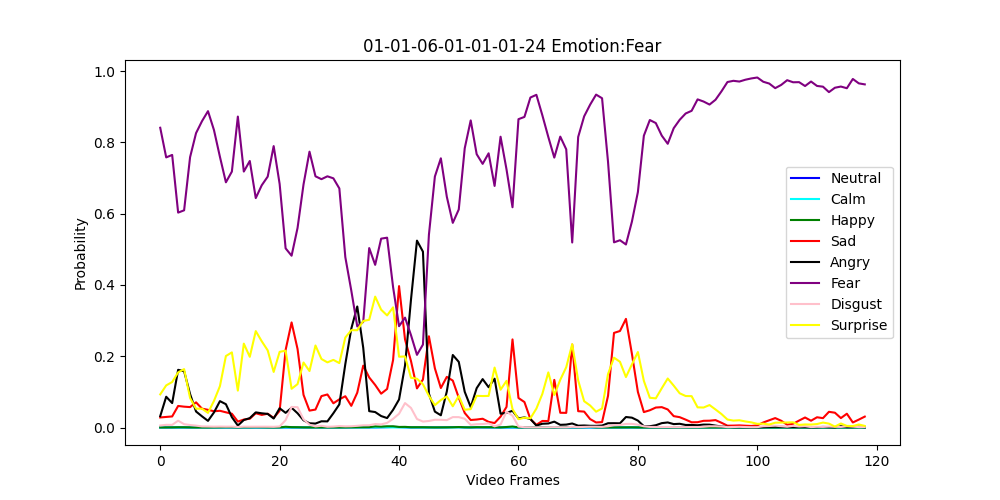 01-01-06-01-01-01-24 Emotion:Fear
Probability
1.0
0.8
0.6
0.4
0.2
0.0
0 20 40 60 80 100 120
Video Frames
Neutral
Calm
Happy
Sad
Angry
Fear
Disgust
Surprise